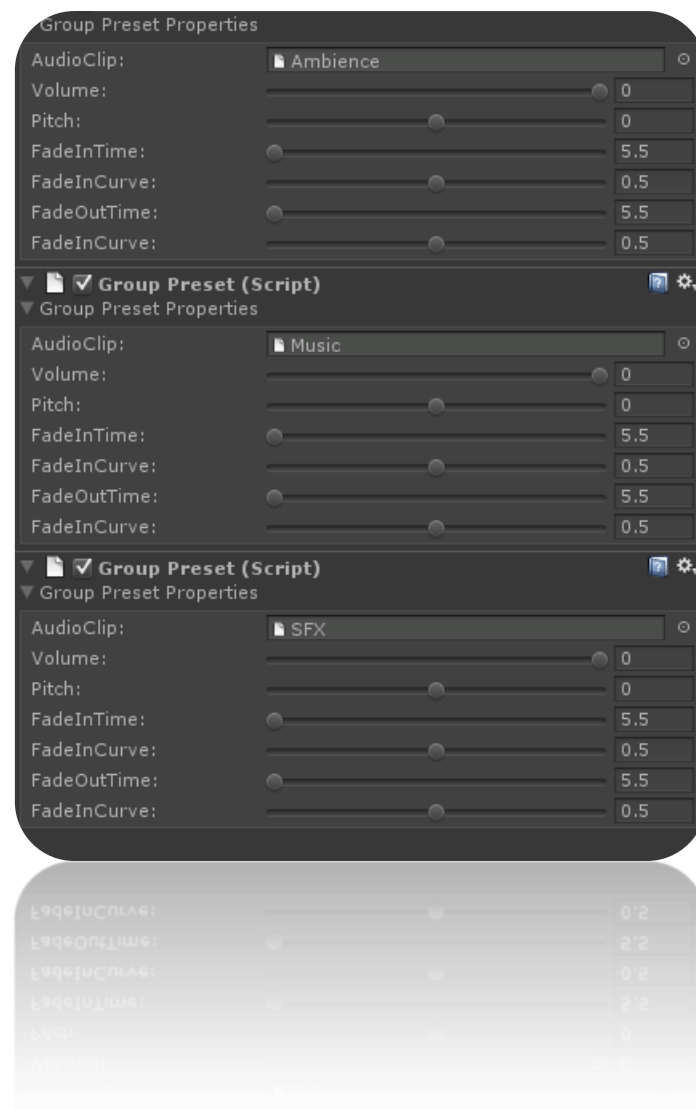 Group Preset Properties
AudioClip: Ambience
Volume: 0
Pitch: 0
FadeInTime: 5.5
FadeInCurve: 0.5
FadeOutTime: 5.5
FadeInCurve: 0.5
Group Preset (Script)
Group Preset Properties
AudioClip: Music
Volume: 0
Pitch: 0
FadeInTime: 5.5
FadeInCurve: 0.5
FadeOutTime: 5.5
FadeInCurve: 0.5
Group Preset (Script)
Group Preset Properties
AudioClip: SFX
Volume: 0
Pitch: 0
FadeInTime: 5.5
FadeInCurve: 0.5
FadeOutTime: 5.5
FadeInCurve: 0.5